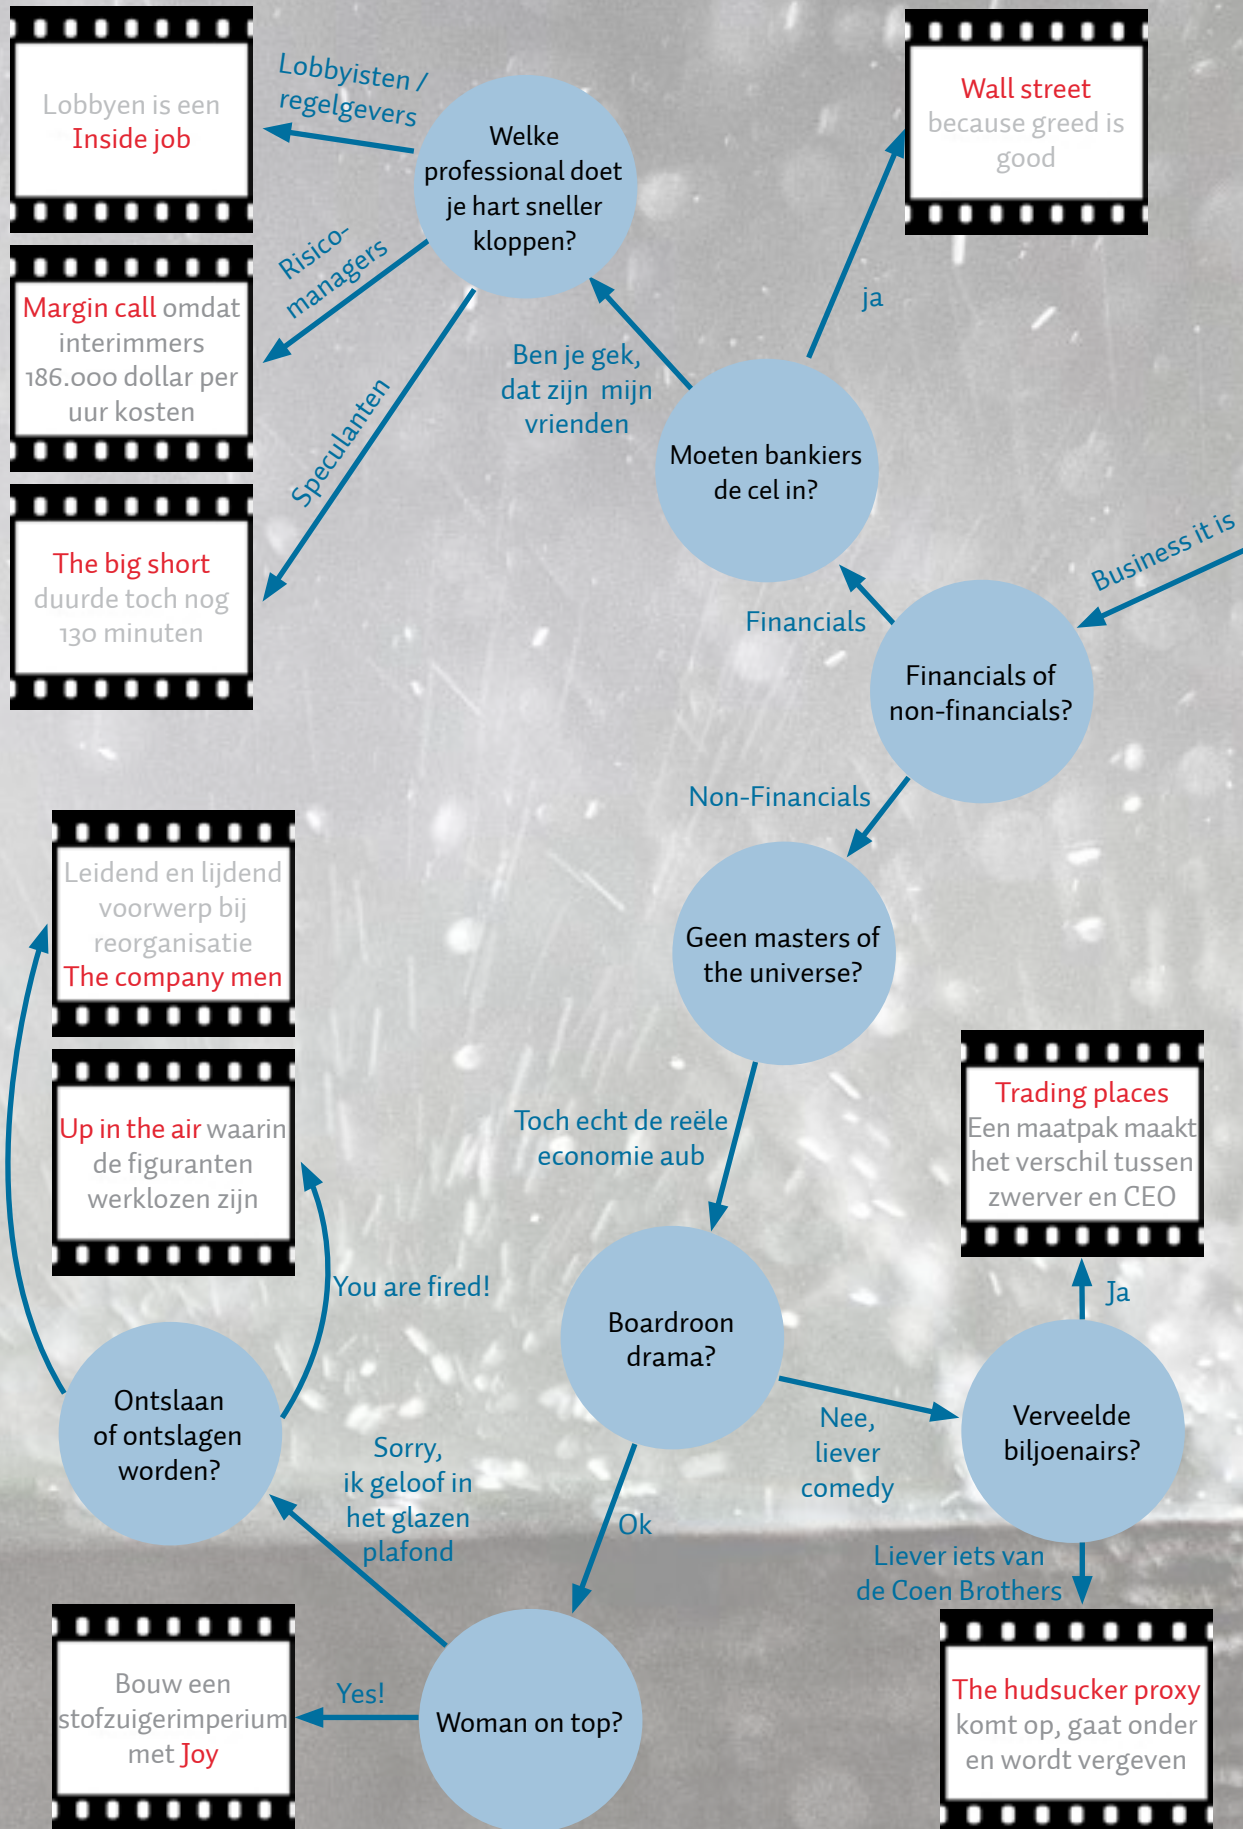 Lobbyen is een
Inside job
Lobbyisten /
regelgevers
Welke
professional doet
je hart sneller
kloppen?
Wall street
because greed is
good
Risico-
managers
Margin call omdat
interimmers
186.000 dollar per
uur kosten
ja
Ben je gek,
dat zijn mijn
vrienden
Speculanten
Moeten bankiers
de cel in?
The big short
duurde toch nog
130 minuten
Business it is
Financials
Financials of
non-financials?
Non-Financials
Leidend en lijdend
voorwerp bij
reorganisatie
The company men
Geen masters of
the universe?
Up in the air waarin
de figuranten
werklozen zijn
Toch echt de reële
economie aub
Trading places
Een maatpak maakt
het verschil tussen
zwerver en CEO
You are fired!
Ja
Boardroon
drama?
Ontslaan
of ontslagen
worden?
Nee,
liever
comedy
Verveelde
biljoenairs?
Sorry,
ik geloof in
het glazen
plafond
Ok
Liever iets van
de Coen Brothers
Bouw een
stofzuigerimperium
met Joy
Yes!
Woman on top?
The hudsucker proxy
komt op, gaat onder
en wordt vergeven